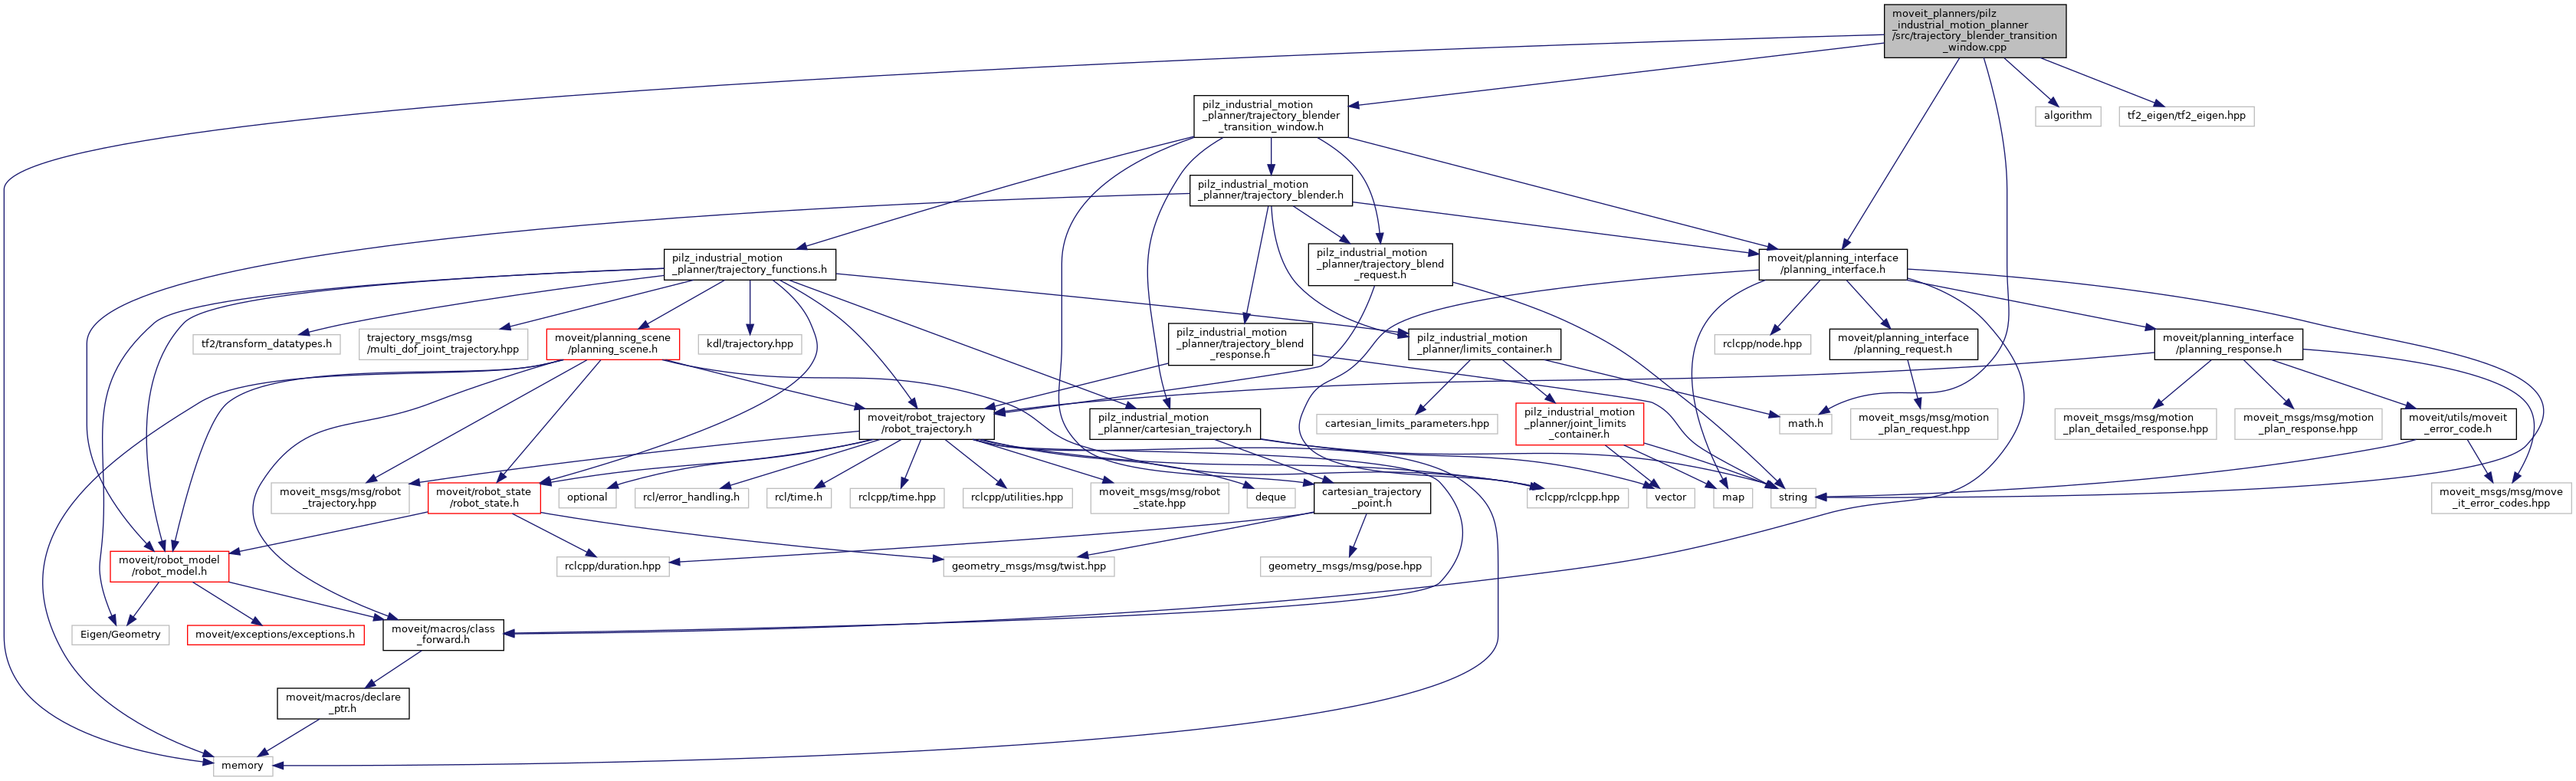 moveit_planners/pilz
_industrial_motion_planner
/src/trajectory_blender_transition
_window.cpp
pilz_industrial_motion
_planner/trajectory_blender
_transition_window.h
algorithm
tf2_eigen/tf2_eigen.hpp
pilz_industrial_motion
_planner/trajectory_blender.h
pilz_industrial_motion
_planner/trajectory_functions.h
pilz_industrial_motion
_planner/trajectory_blend
_request.h
moveit/planning_interface
/planning_interface.h
tf2/transform_datatypes.h
trajectory_msgs/msg
/multi_dof_joint_trajectory.hpp
moveit/planning_scene
/planning_scene.h
kdl/trajectory.hpp
pilz_industrial_motion
_planner/trajectory_blend
_response.h
pilz_industrial_motion
_planner/limits_container.h
rclcpp/node.hpp
moveit/planning_interface
/planning_request.h
moveit/planning_interface
/planning_response.h
moveit/robot_trajectory
/robot_trajectory.h
pilz_industrial_motion
_planner/cartesian_trajectory.h
cartesian_limits_parameters.hpp
pilz_industrial_motion
_planner/joint_limits
_container.h
math.h
moveit_msgs/msg/motion
_plan_request.hpp
moveit_msgs/msg/motion
_plan_detailed_response.hpp
moveit_msgs/msg/motion
_plan_response.hpp
moveit/utils/moveit
_error_code.h
moveit_msgs/msg/robot
_trajectory.hpp
moveit/robot_state
/robot_state.h
optional
rcl/error_handling.h
rcl/time.h
rclcpp/time.hpp
rclcpp/utilities.hpp
moveit_msgs/msg/robot
_state.hpp
deque
cartesian_trajectory
_point.h
rclcpp/rclcpp.hpp
vector
map
string
moveit_msgs/msg/move
_it_error_codes.hpp
moveit/robot_model
/robot_model.h
rclcpp/duration.hpp
geometry_msgs/msg/twist.hpp
geometry_msgs/msg/pose.hpp
Eigen/Geometry
moveit/exceptions/exceptions.h
moveit/macros/class
_forward.h
moveit/macros/declare
_ptr.h
memory